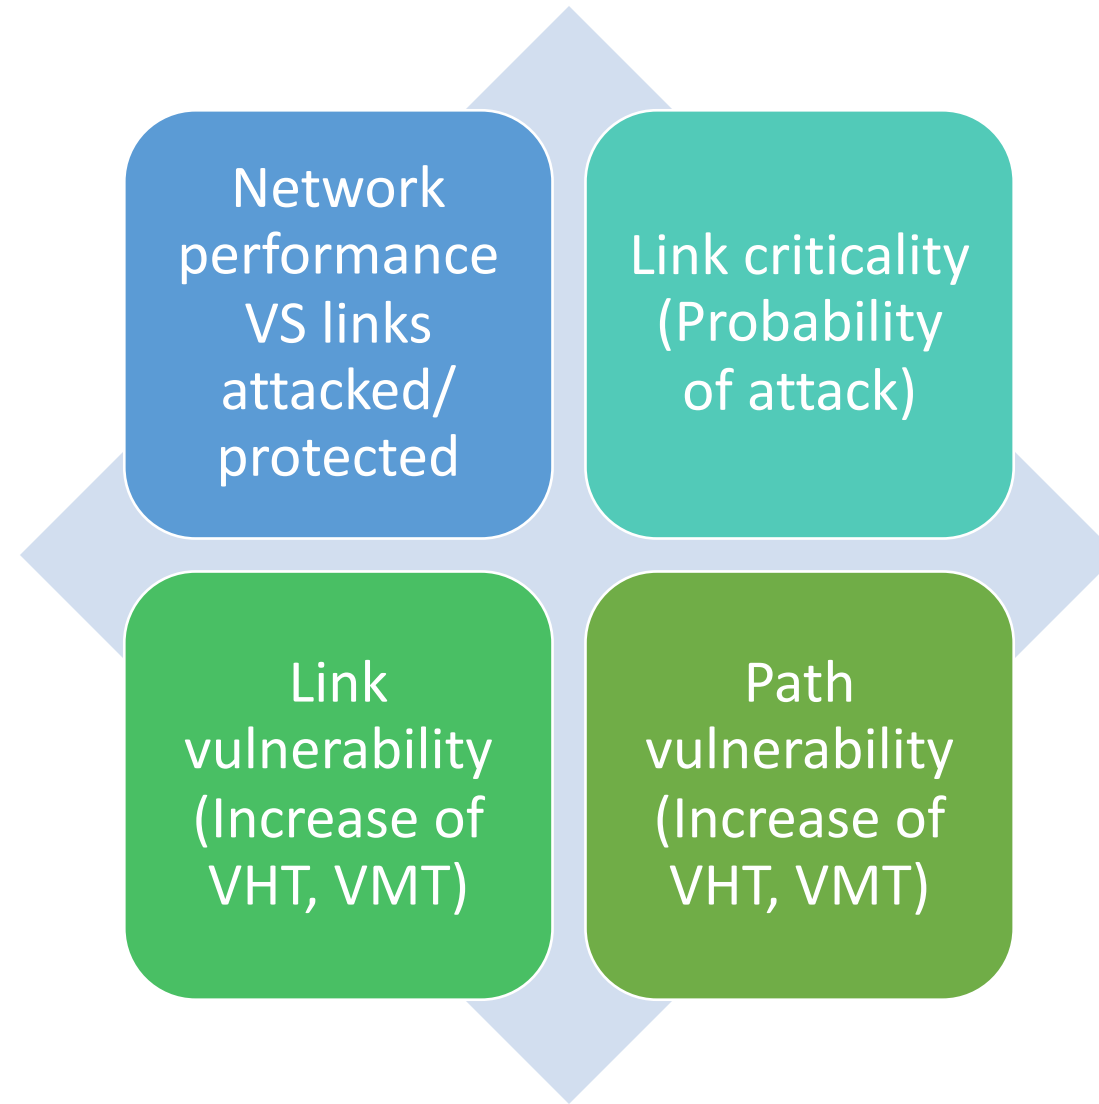 Network
performance
VS links
attacked/
protected
Link criticality
(Probability
of attack)
Link
vulnerability
(Increase of
VHT, VMT)
Path
vulnerability
(Increase of
VHT, VMT)